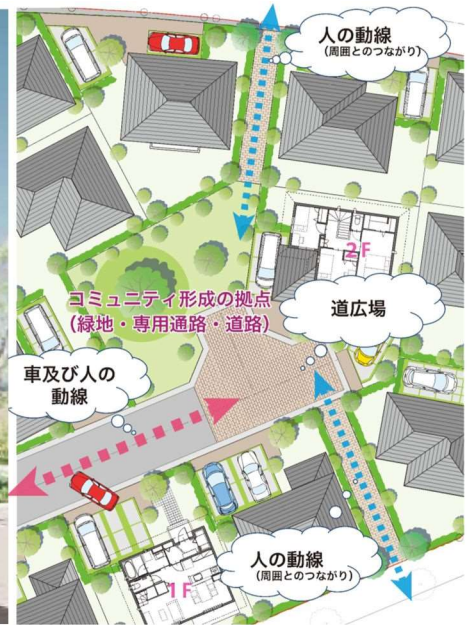 人の動線
(周囲とのつながり)
2F
コミュニティ形成の拠点
(緑地・専用通路・道路)
道広場
車及び人の
動線
人の動線
(周囲とのつながり)
1F